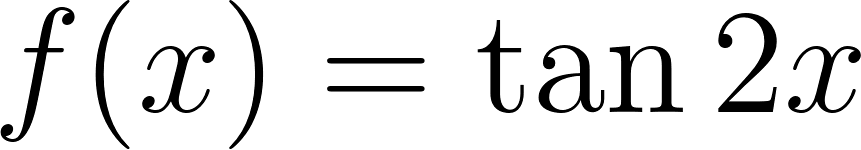 f(x) = tan 2x